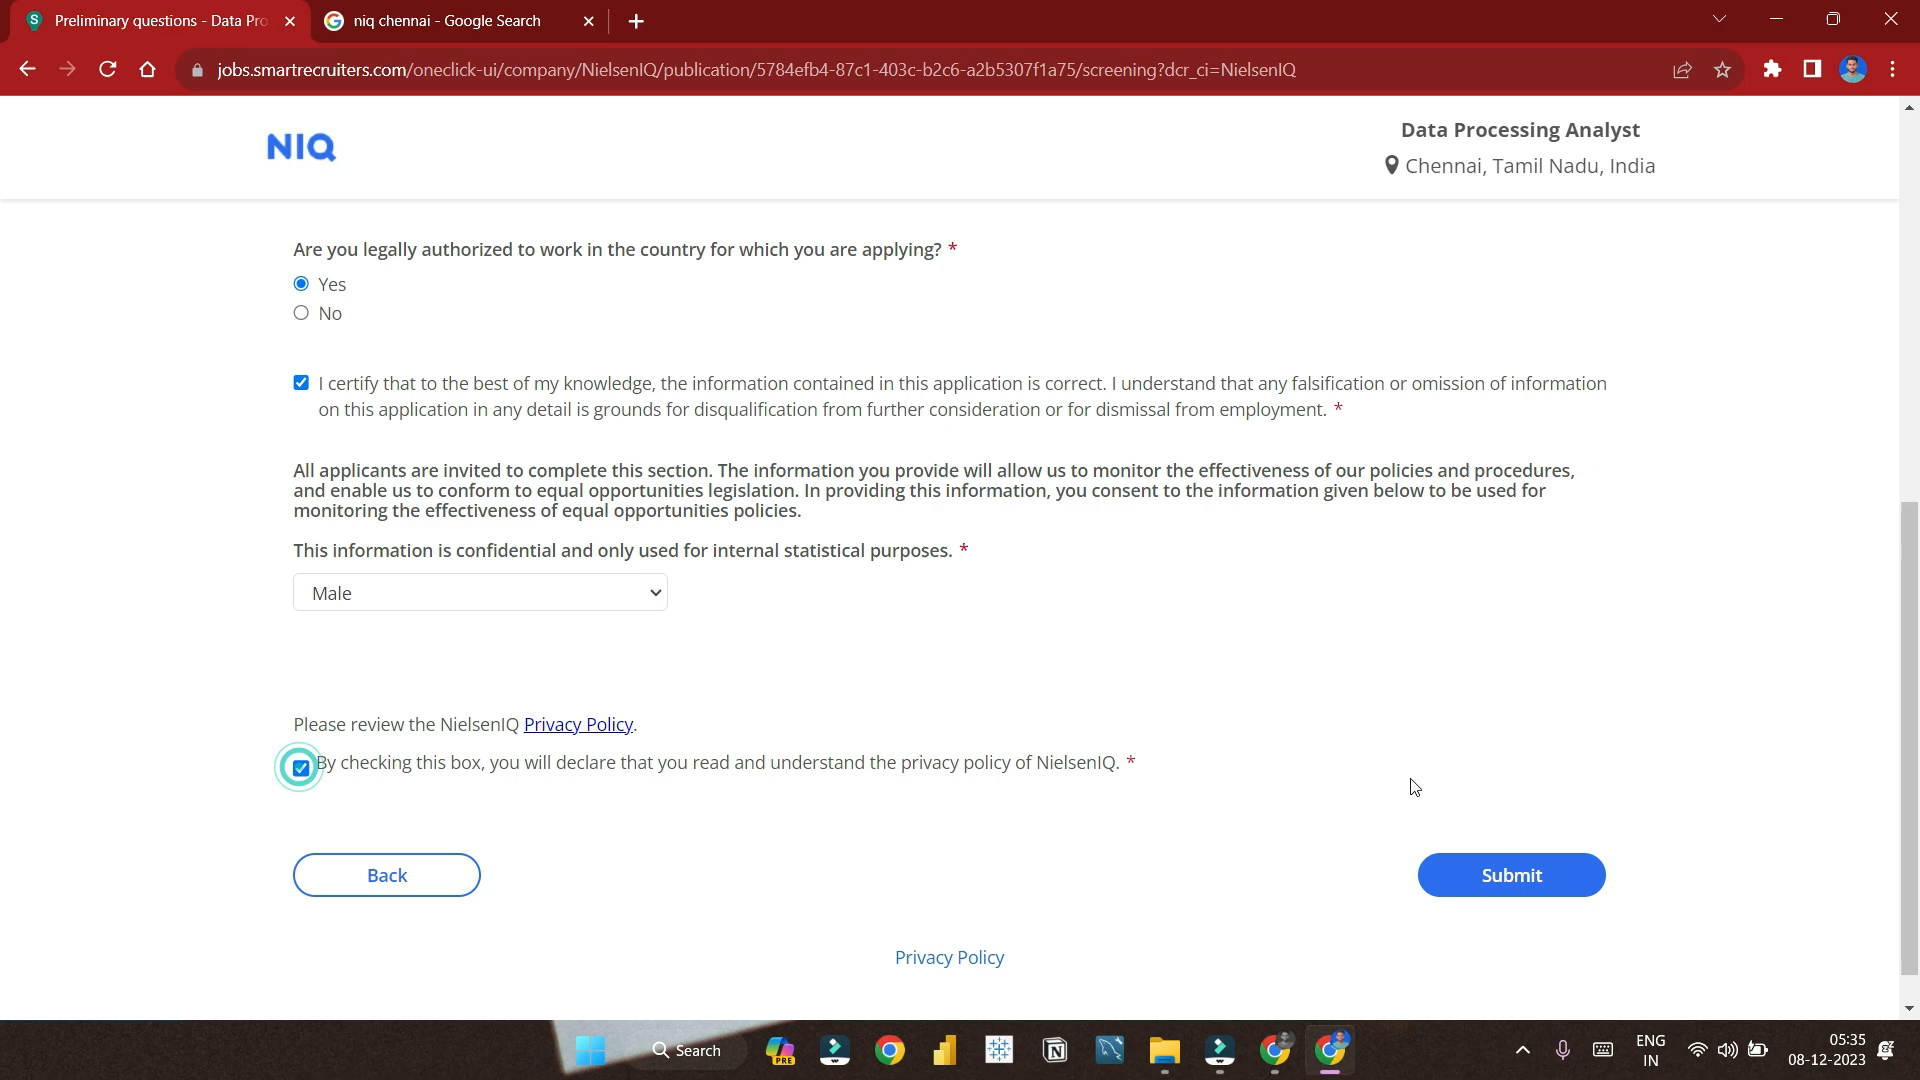 Preliminary questions - Data Pro
niq chennai - Google Search
jobs.smartrecruiters.com/oneclick-ui/company/NielsenIQ/publication/5784efb4-87c1-403c-b2c6-a2b5307f1a75/screening?dcr_ci=NielsenIQ
NIQ
Data Processing Analyst
Chennai, Tamil Nadu, India
Are you legally authorized to work in the country for which you are applying? *
Yes
No
I certify that to the best of my knowledge, the information contained in this application is correct. I understand that any falsification or omission of information
on this application in any detail is grounds for disqualification from further consideration or for dismissal from employment. *
All applicants are invited to complete this section. The information you provide will allow us to monitor the effectiveness of our policies and procedures,
and enable us to conform to equal opportunities legislation. In providing this information, you consent to the information given below to be used for
monitoring the effectiveness of equal opportunities policies.
This information is confidential and only used for internal statistical purposes. *
Male
Please review the NielsenIQ Privacy Policy.
By checking this box, you will declare that you read and understand the privacy policy of NielsenIQ. *
Back
Submit
Privacy Policy
Search
PRE
ENG
IN
05:35
08-12-2023